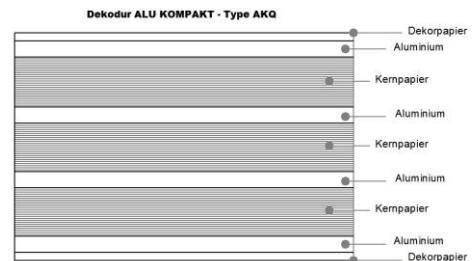 Dekodur ALU KOMPAKT - Type AKQ
Dekorpapier
Aluminium
Kernpapier
Aluminium
Kernpapier
Aluminium
Kernpapier
Aluminium
Dekorpapier